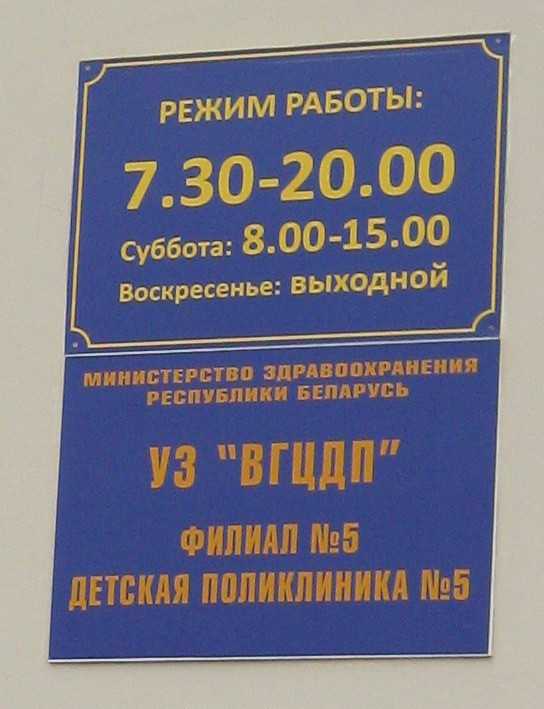 РЕЖИМ РАБОТЫ:
7.30-20.00
Суббота: 8.00-15.00
Воскресенье: ВЫХОДНОЙ
МИНИСТЕРСТВО ЗДРАВООХРАНЕНИЯ
РЕСПУБЛИКИ БЕЛАРУСЬ
УЗ "ВГЦДП"
ФИЛИАЛ №5
ДЕТСКАЯ ПОЛИКЛИНИКА №5